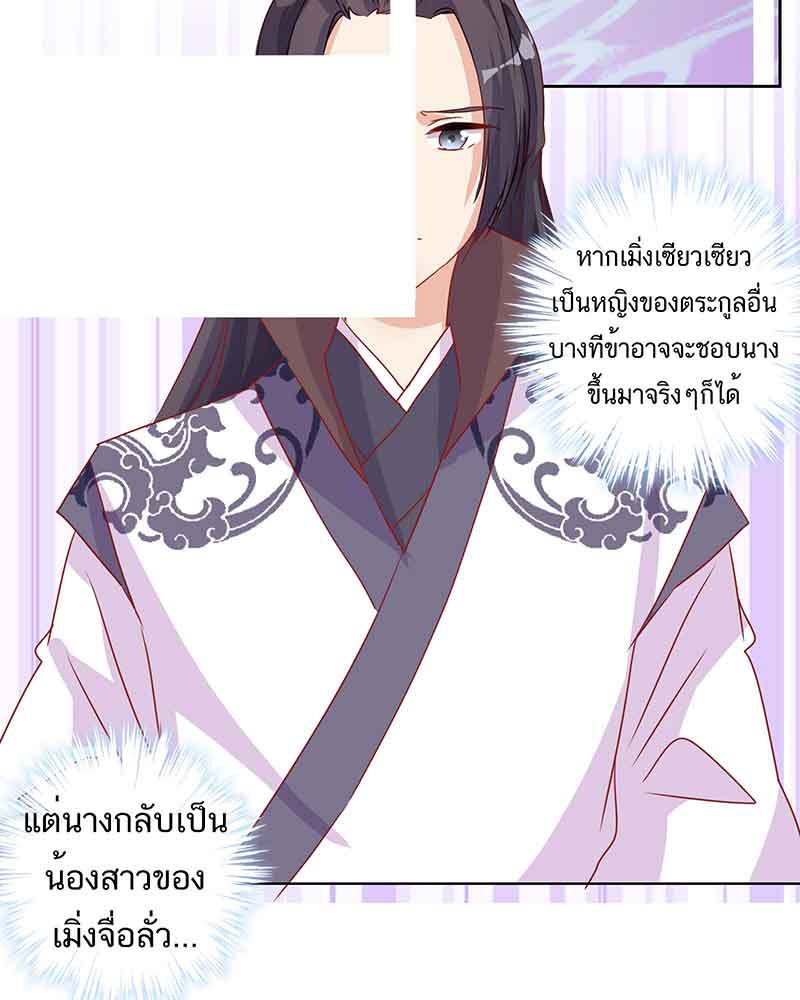 หากเมิ่งเซียวเซียว
เป็นหญิงของตระกูลอื่น
บางทีข้าอาจจะชอบนาง
ขึ้นมาจริงๆก็ได้
แต่นางกลับเป็น
น้องสาวของ
เมิ่งจื่อลั่ว...